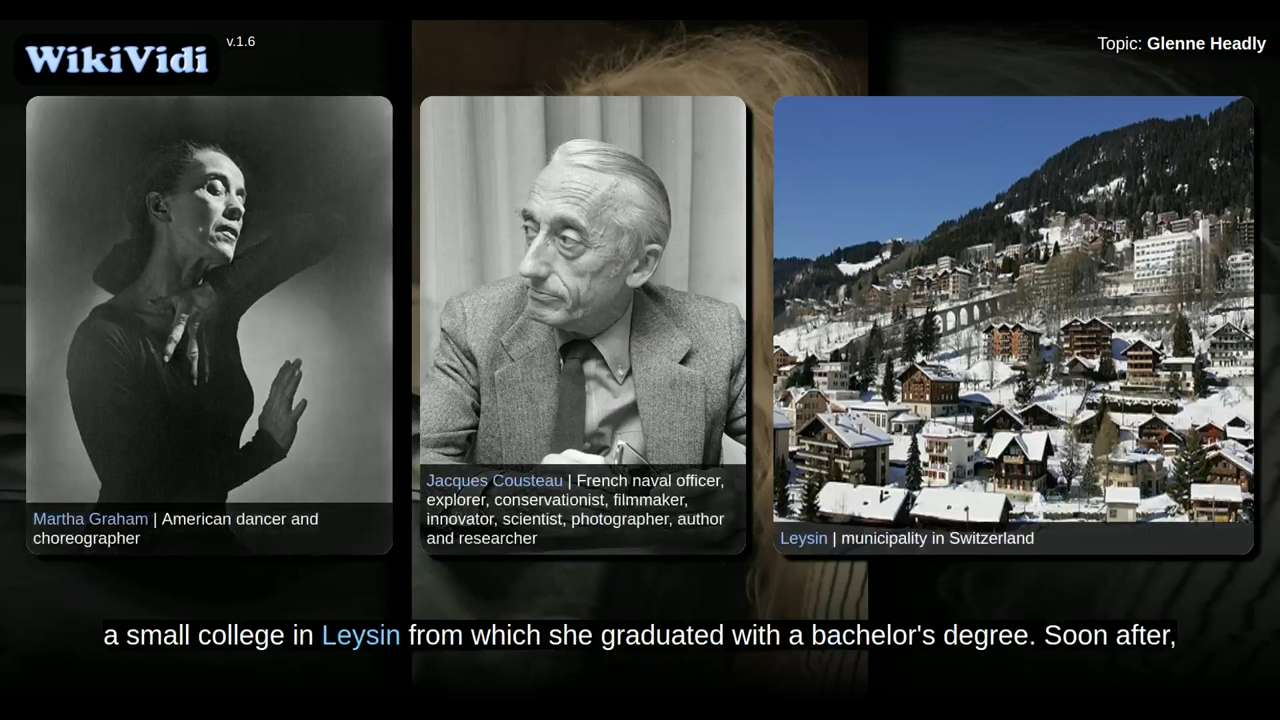 WikiVidi
v.1.6
Topic: Glenne Headly
Martha Graham | American dancer and
choreographer
Jacques Cousteau | French naval officer,
explorer, conservationist, filmmaker,
innovator, scientist, photographer, author
and researcher
Leysin | municipality in Switzerland
a small college in Leysin from which she graduated with a bachelor's degree. Soon after,